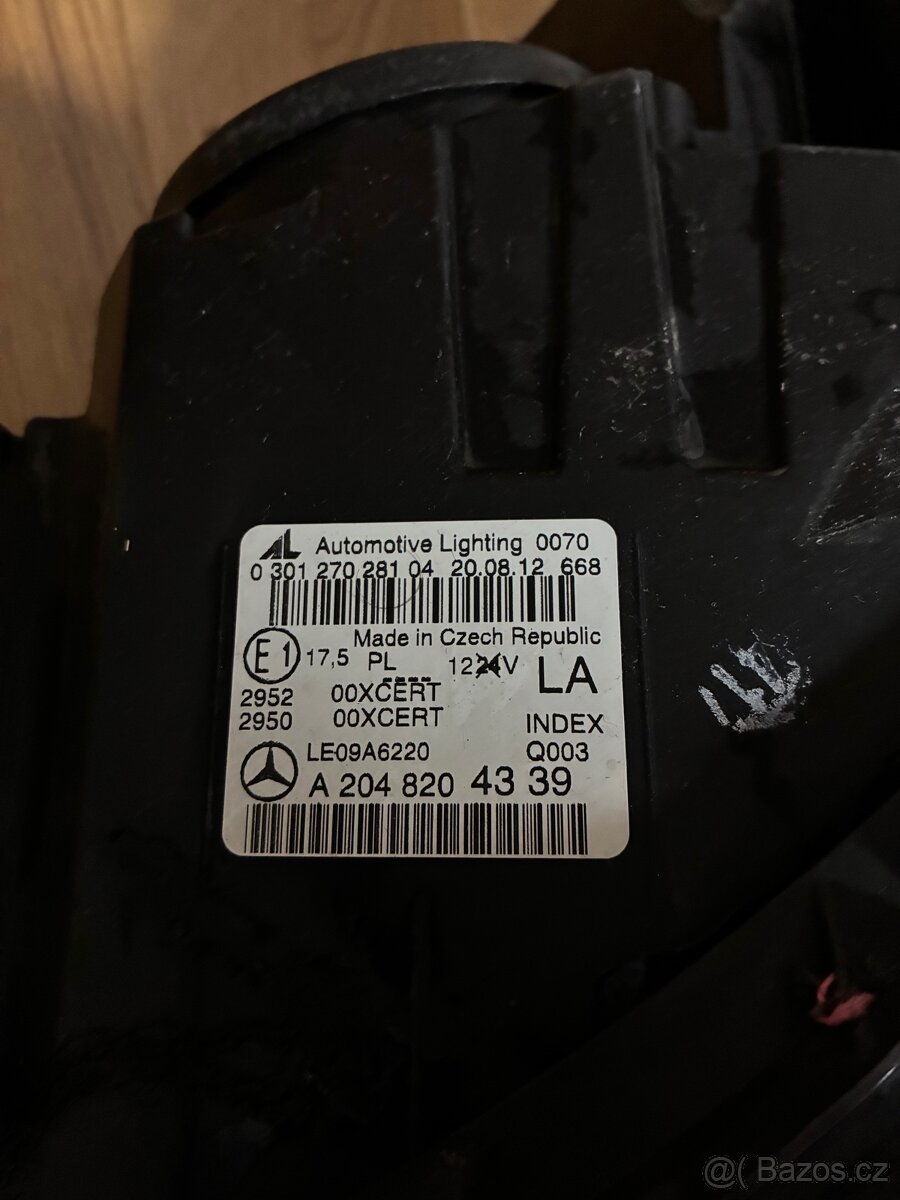 AL Automotive Lighting 0070
0 301 270 281 04 20.08.12 668
Made in Czech Republic
E1 17,5 PL 1224V LA
2952 00XCERT
2950 00XCERT INDEX
LE09A6220 Q003
A 204 820 43 39
@( Bazos.cz